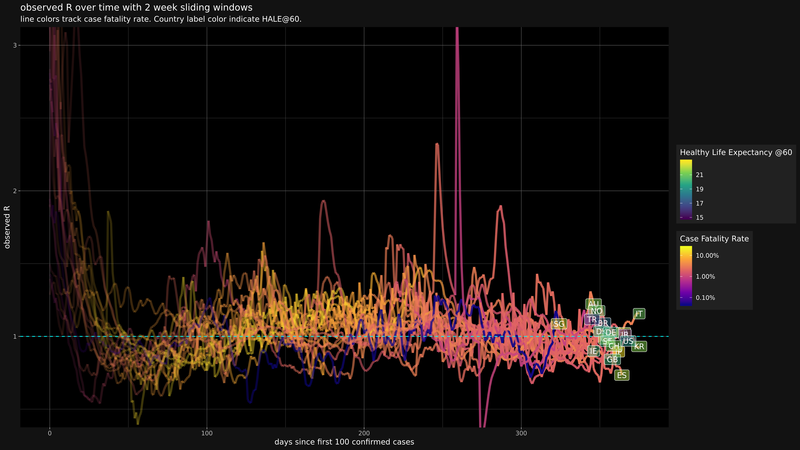 observed R over time with 2 week sliding windows
line colors track case fatality rate. Country label color indicate HALE@60.
3
2
1
observed R
0
100
200
300
days since first 100 confirmed cases
AU
NO
TR
BR
SG
IT
DE
US
KR
IE
GB
ES
Healthy Life Expectancy @60
21
19
17
15
Case Fatality Rate
10.00%
1.00%
0.10%